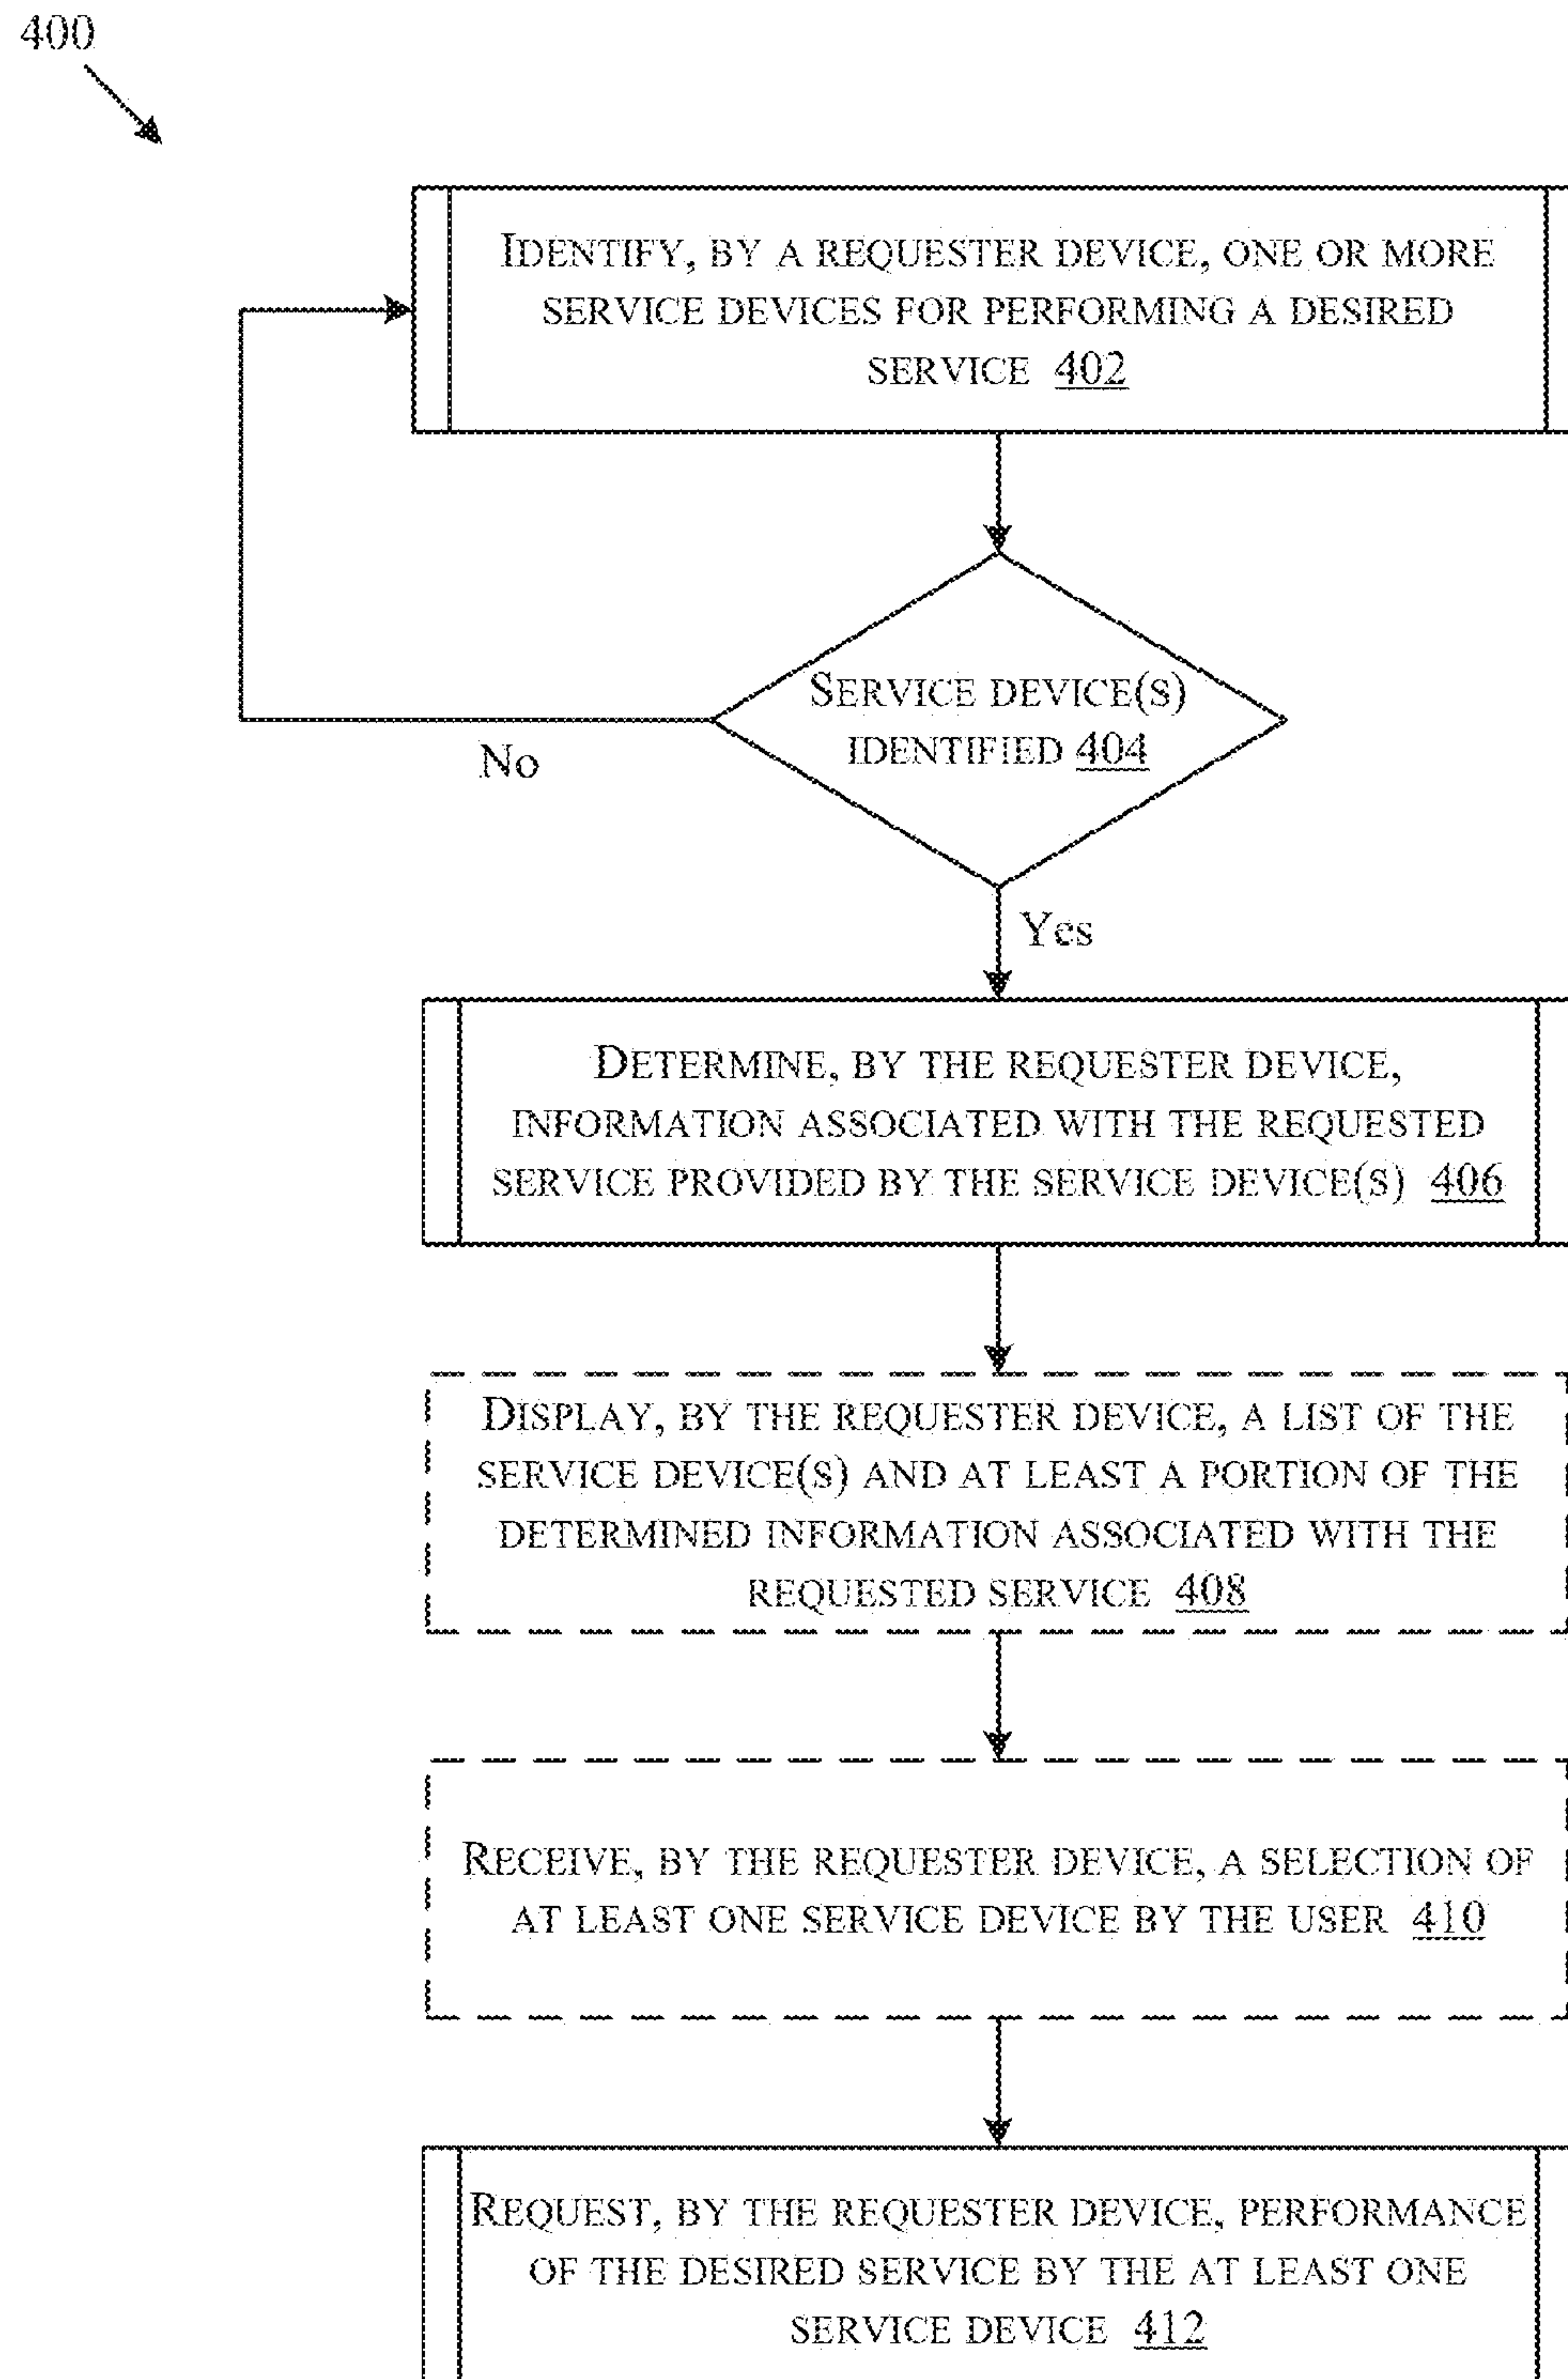 400
IDENTIFY, BY A REQUESTER DEVICE, ONE OR MORE
SERVICE DEVICES FOR PERFORMING A DESIRED
SERVICE 402
SERVICE DEVICE(S)
IDENTIFIED 404
No
Yes
DETERMINE, BY THE REQUESTER DEVICE,
INFORMATION ASSOCIATED WITH THE REQUESTED
SERVICE PROVIDED BY THE SERVICE DEVICE(S) 406
DISPLAY, BY THE REQUESTER DEVICE, A LIST OF THE
SERVICE DEVICE(S) AND AT LEAST A PORTION OF THE
DETERMINED INFORMATION ASSOCIATED WITH THE
REQUESTED SERVICE 408
RECEIVE, BY THE REQUESTER DEVICE, A SELECTION OF
AT LEAST ONE SERVICE DEVICE BY THE USER 410
REQUEST, BY THE REQUESTER DEVICE, PERFORMANCE
OF THE DESIRED SERVICE BY THE AT LEAST ONE
SERVICE DEVICE 412